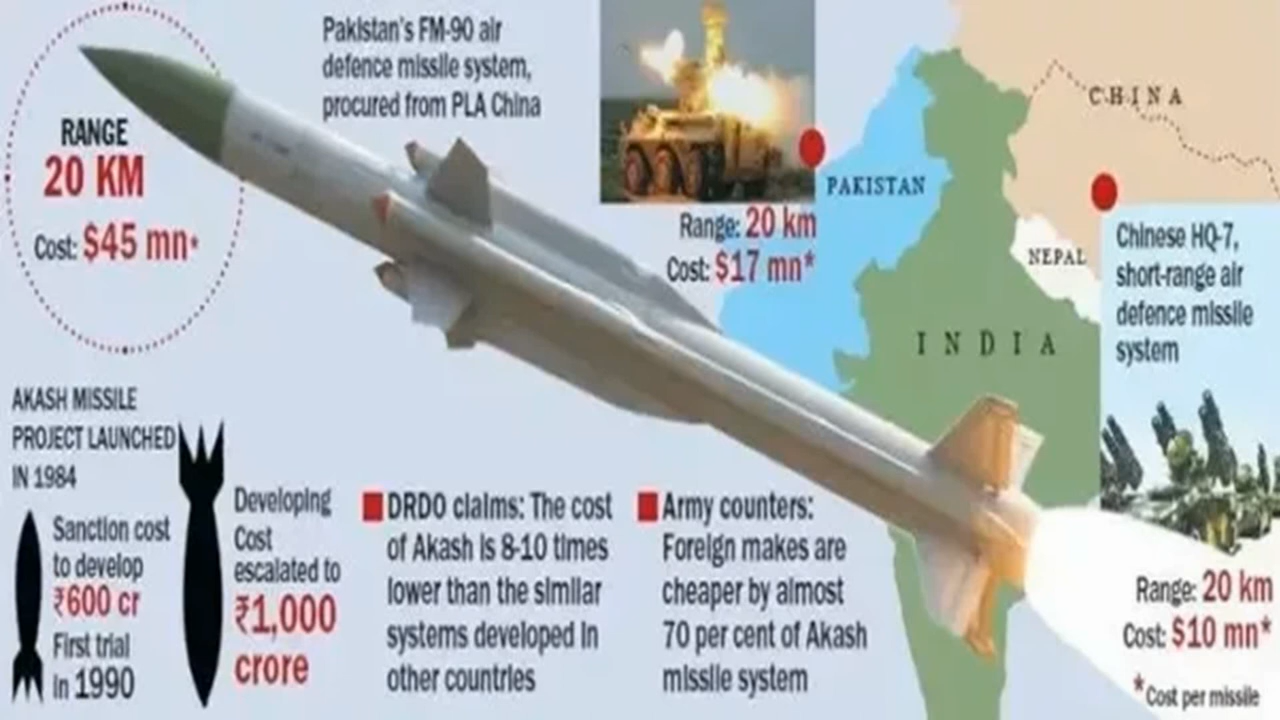 Pakistan's FM-90 air
defence missile system,
procured from PLA China
RANGE
20 KM
Cost: $45 mn*
Range: 20 km
Cost: $17 mn*
PAKISTAN
CHINA
NEPAL
INDIA
Chinese HQ-7,
short-range air
defence missile
system
Range: 20 km
Cost: $10 mn*
*Cost per missile
AKASH MISSILE
PROJECT LAUNCHED
IN 1984
Sanction cost
to develop
₹600 cr
First trial
in 1990
Developing
Cost
escalated to
₹1,000
crore
DRDO claims: The cost
of Akash is 8-10 times
lower than the similar
systems developed in
other countries
Army counters:
Foreign makes are
cheaper by almost
70 per cent of Akash
missile system